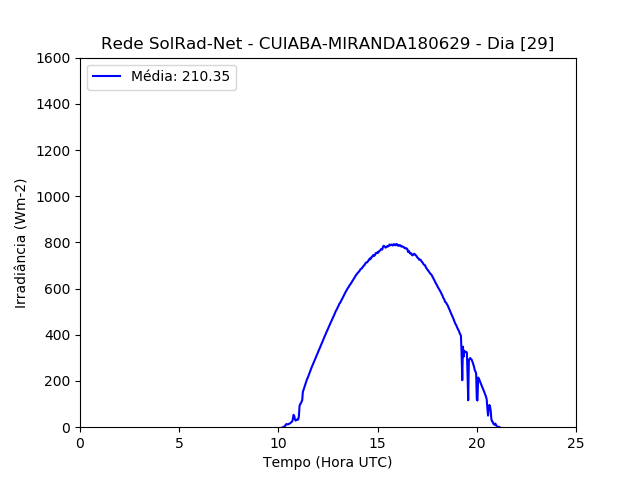 Rede SolRad-Net - CUIABA-MIRANDA180629 - Dia [29]
Média: 210.35
1600
1400
1200
1000
800
600
400
200
0
Irradiância (Wm-2)
0 5 10 15 20 25
Tempo (Hora UTC)